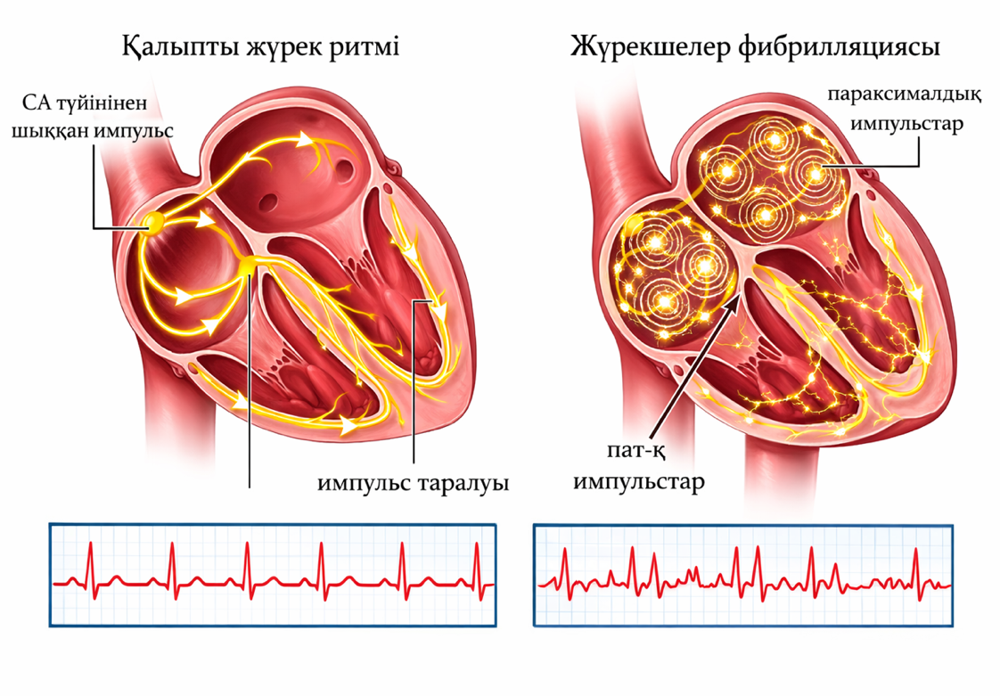 Қалыпты жүрек ритмі
СА түйінінен
шыққан импульс
импульс таралуы
Жүрекшелер фибрилляциясы
параксималдық
импульстар
пат-қ
импульстар